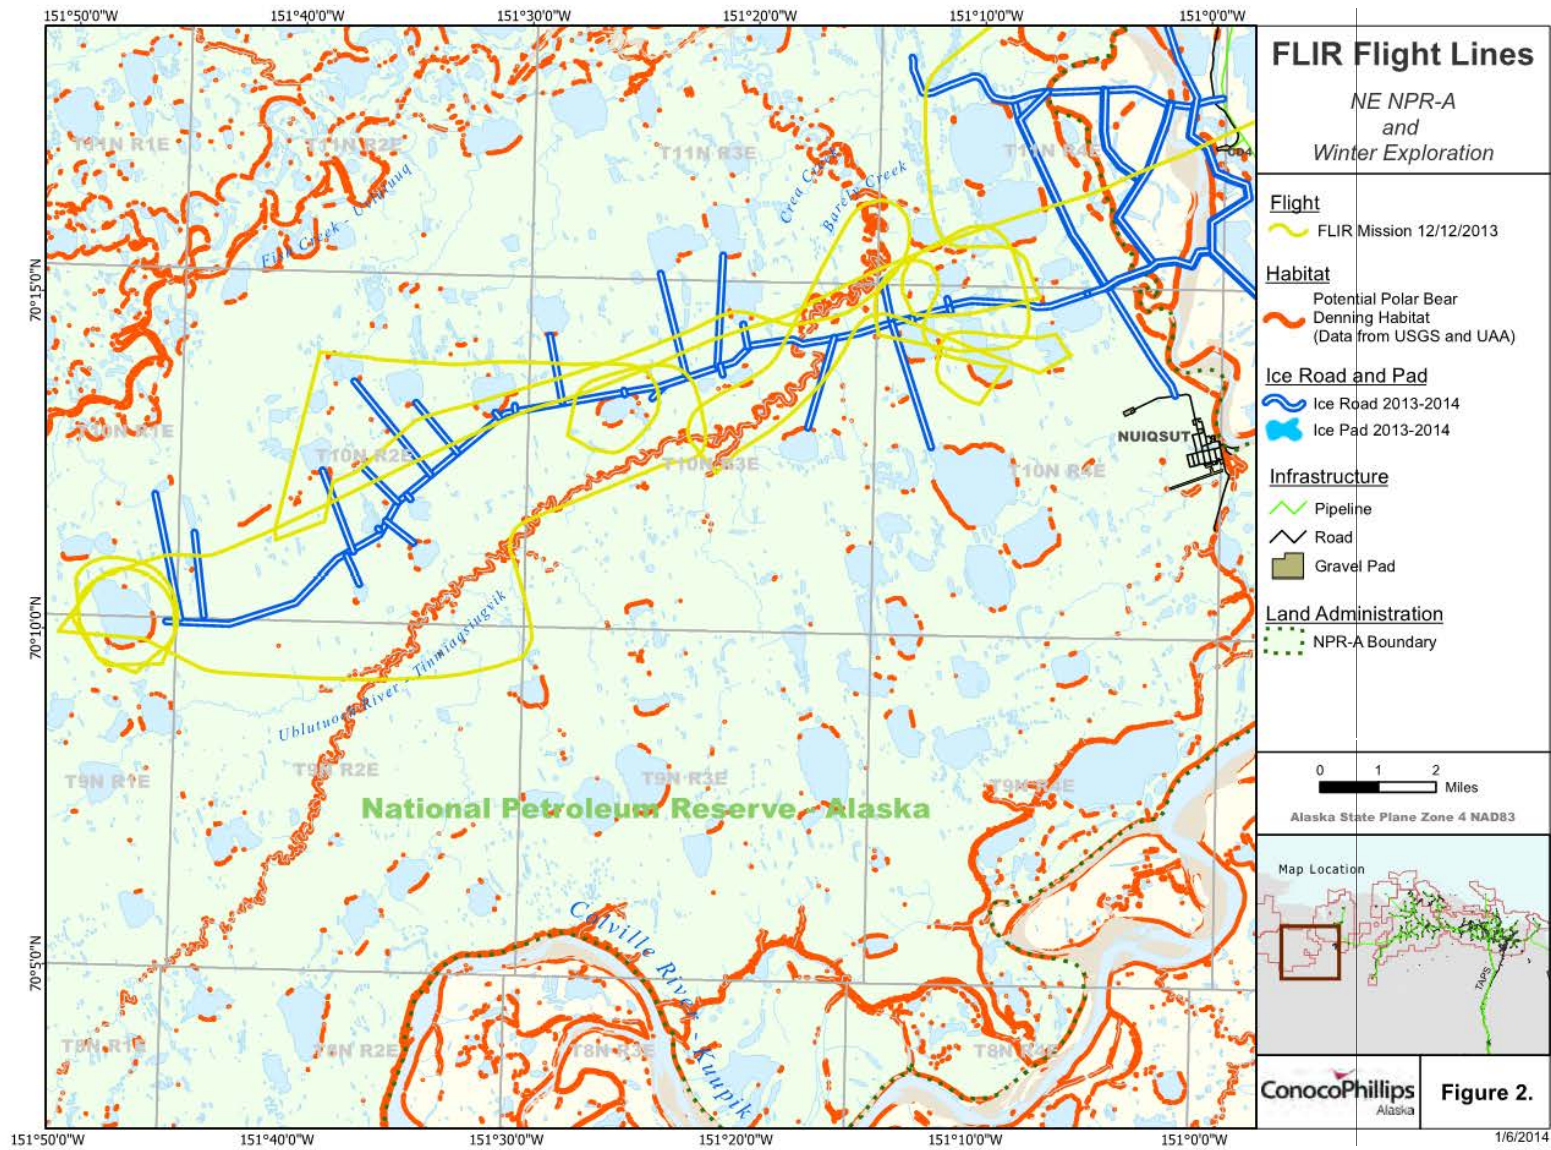 151°50'0"W 151°40'0"W 151°30'0"W 151°20'0"W 151°10'0"W 151°0'0"W
FLIR Flight Lines
NE NPR-A
and
Winter Exploration
Flight
FLIR Mission 12/12/2013
Habitat
Potential Polar Bear
Denning Habitat
(Data from USGS and UAA)
Ice Road and Pad
Ice Road 2013-2014
Ice Pad 2013-2014
Infrastructure
Pipeline
Road
Gravel Pad
Land Administration
NPR-A Boundary
0 1 2
Miles
Alaska State Plane Zone 4 NAD83
Map Location
TAPS
ConocoPhillips
Alaska
Figure 2.
1/6/2014
T11N R1E
T11N R2E
T11N R3E
T11N R4E
CD4
Crea Creek
Barely Creek
Fish Creek - Uvlutuuq
70°15'0"N
T10N R1E
T10N R2E
T10N R3E
T10N R4E
NUIQSUT
70°10'0"N
Ublutuoch River - Tinmiaqsiugvik
T9N R1E
T9N R2E
T9N R3E
T9N R4E
National Petroleum Reserve - Alaska
Colville River - Kuupik
70°5'0"N
T8N R1E
T8N R2E
T8N R3E
T8N R4E
151°50'0"W 151°40'0"W 151°30'0"W 151°20'0"W 151°10'0"W 151°0'0"W